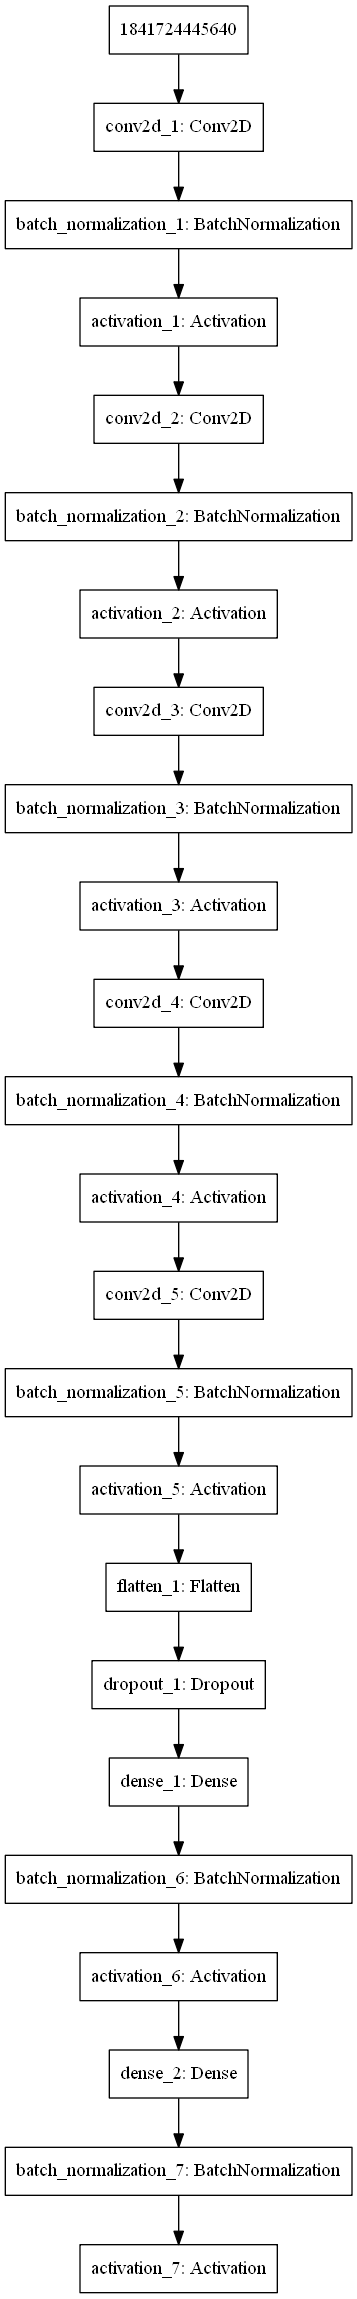 1841724445640
conv2d_1: Conv2D
batch_normalization_1: BatchNormalization
activation_1: Activation
conv2d_2: Conv2D
batch_normalization_2: BatchNormalization
activation_2: Activation
conv2d_3: Conv2D
batch_normalization_3: BatchNormalization
activation_3: Activation
conv2d_4: Conv2D
batch_normalization_4: BatchNormalization
activation_4: Activation
conv2d_5: Conv2D
batch_normalization_5: BatchNormalization
activation_5: Activation
flatten_1: Flatten
dropout_1: Dropout
dense_1: Dense
batch_normalization_6: BatchNormalization
activation_6: Activation
dense_2: Dense
batch_normalization_7: BatchNormalization
activation_7: Activation